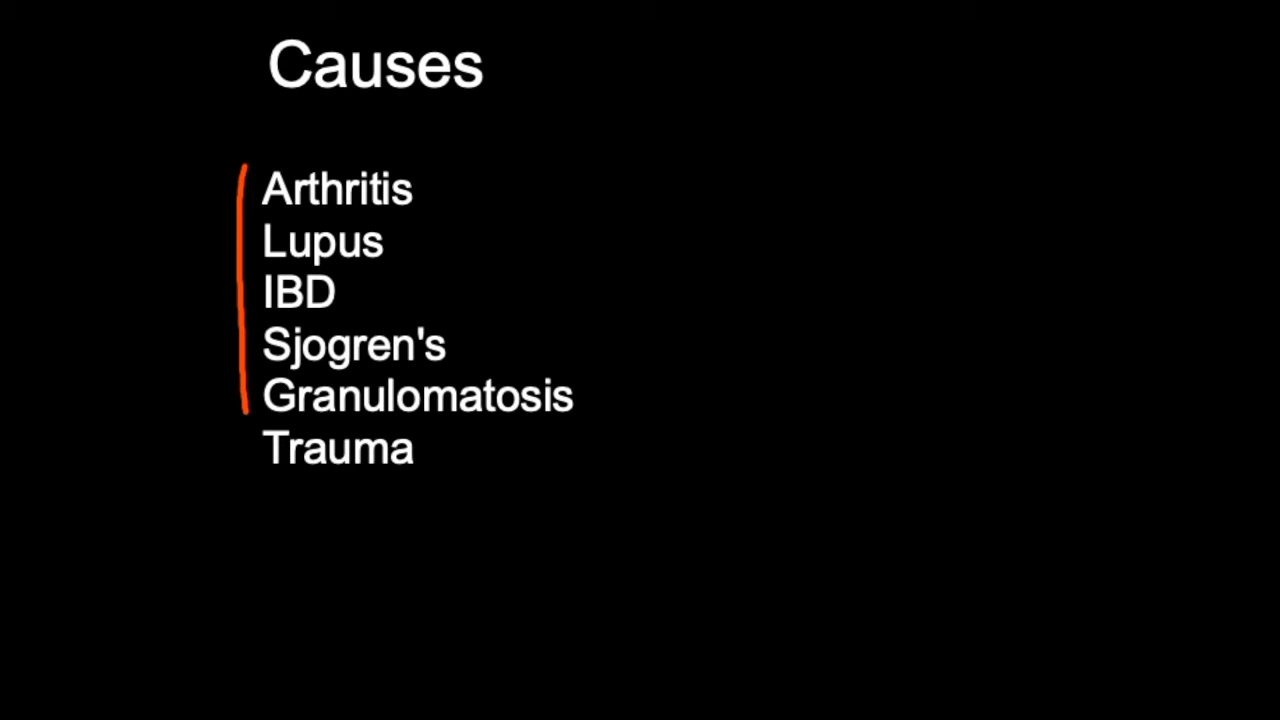 Causes
Arthritis
Lupus
IBD
Sjogren's
Granulomatosis
Trauma